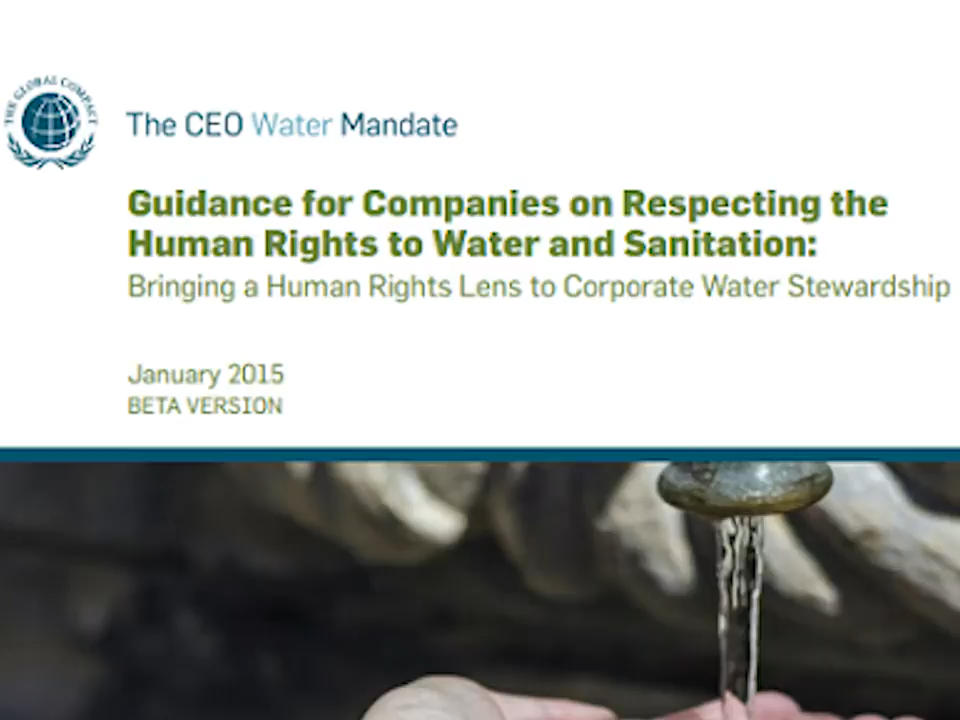 THE GLOBAL COMPACT
The CEO Water Mandate
Guidance for Companies on Respecting the
Human Rights to Water and Sanitation:
Bringing a Human Rights Lens to Corporate Water Stewardship
January 2015
BETA VERSION